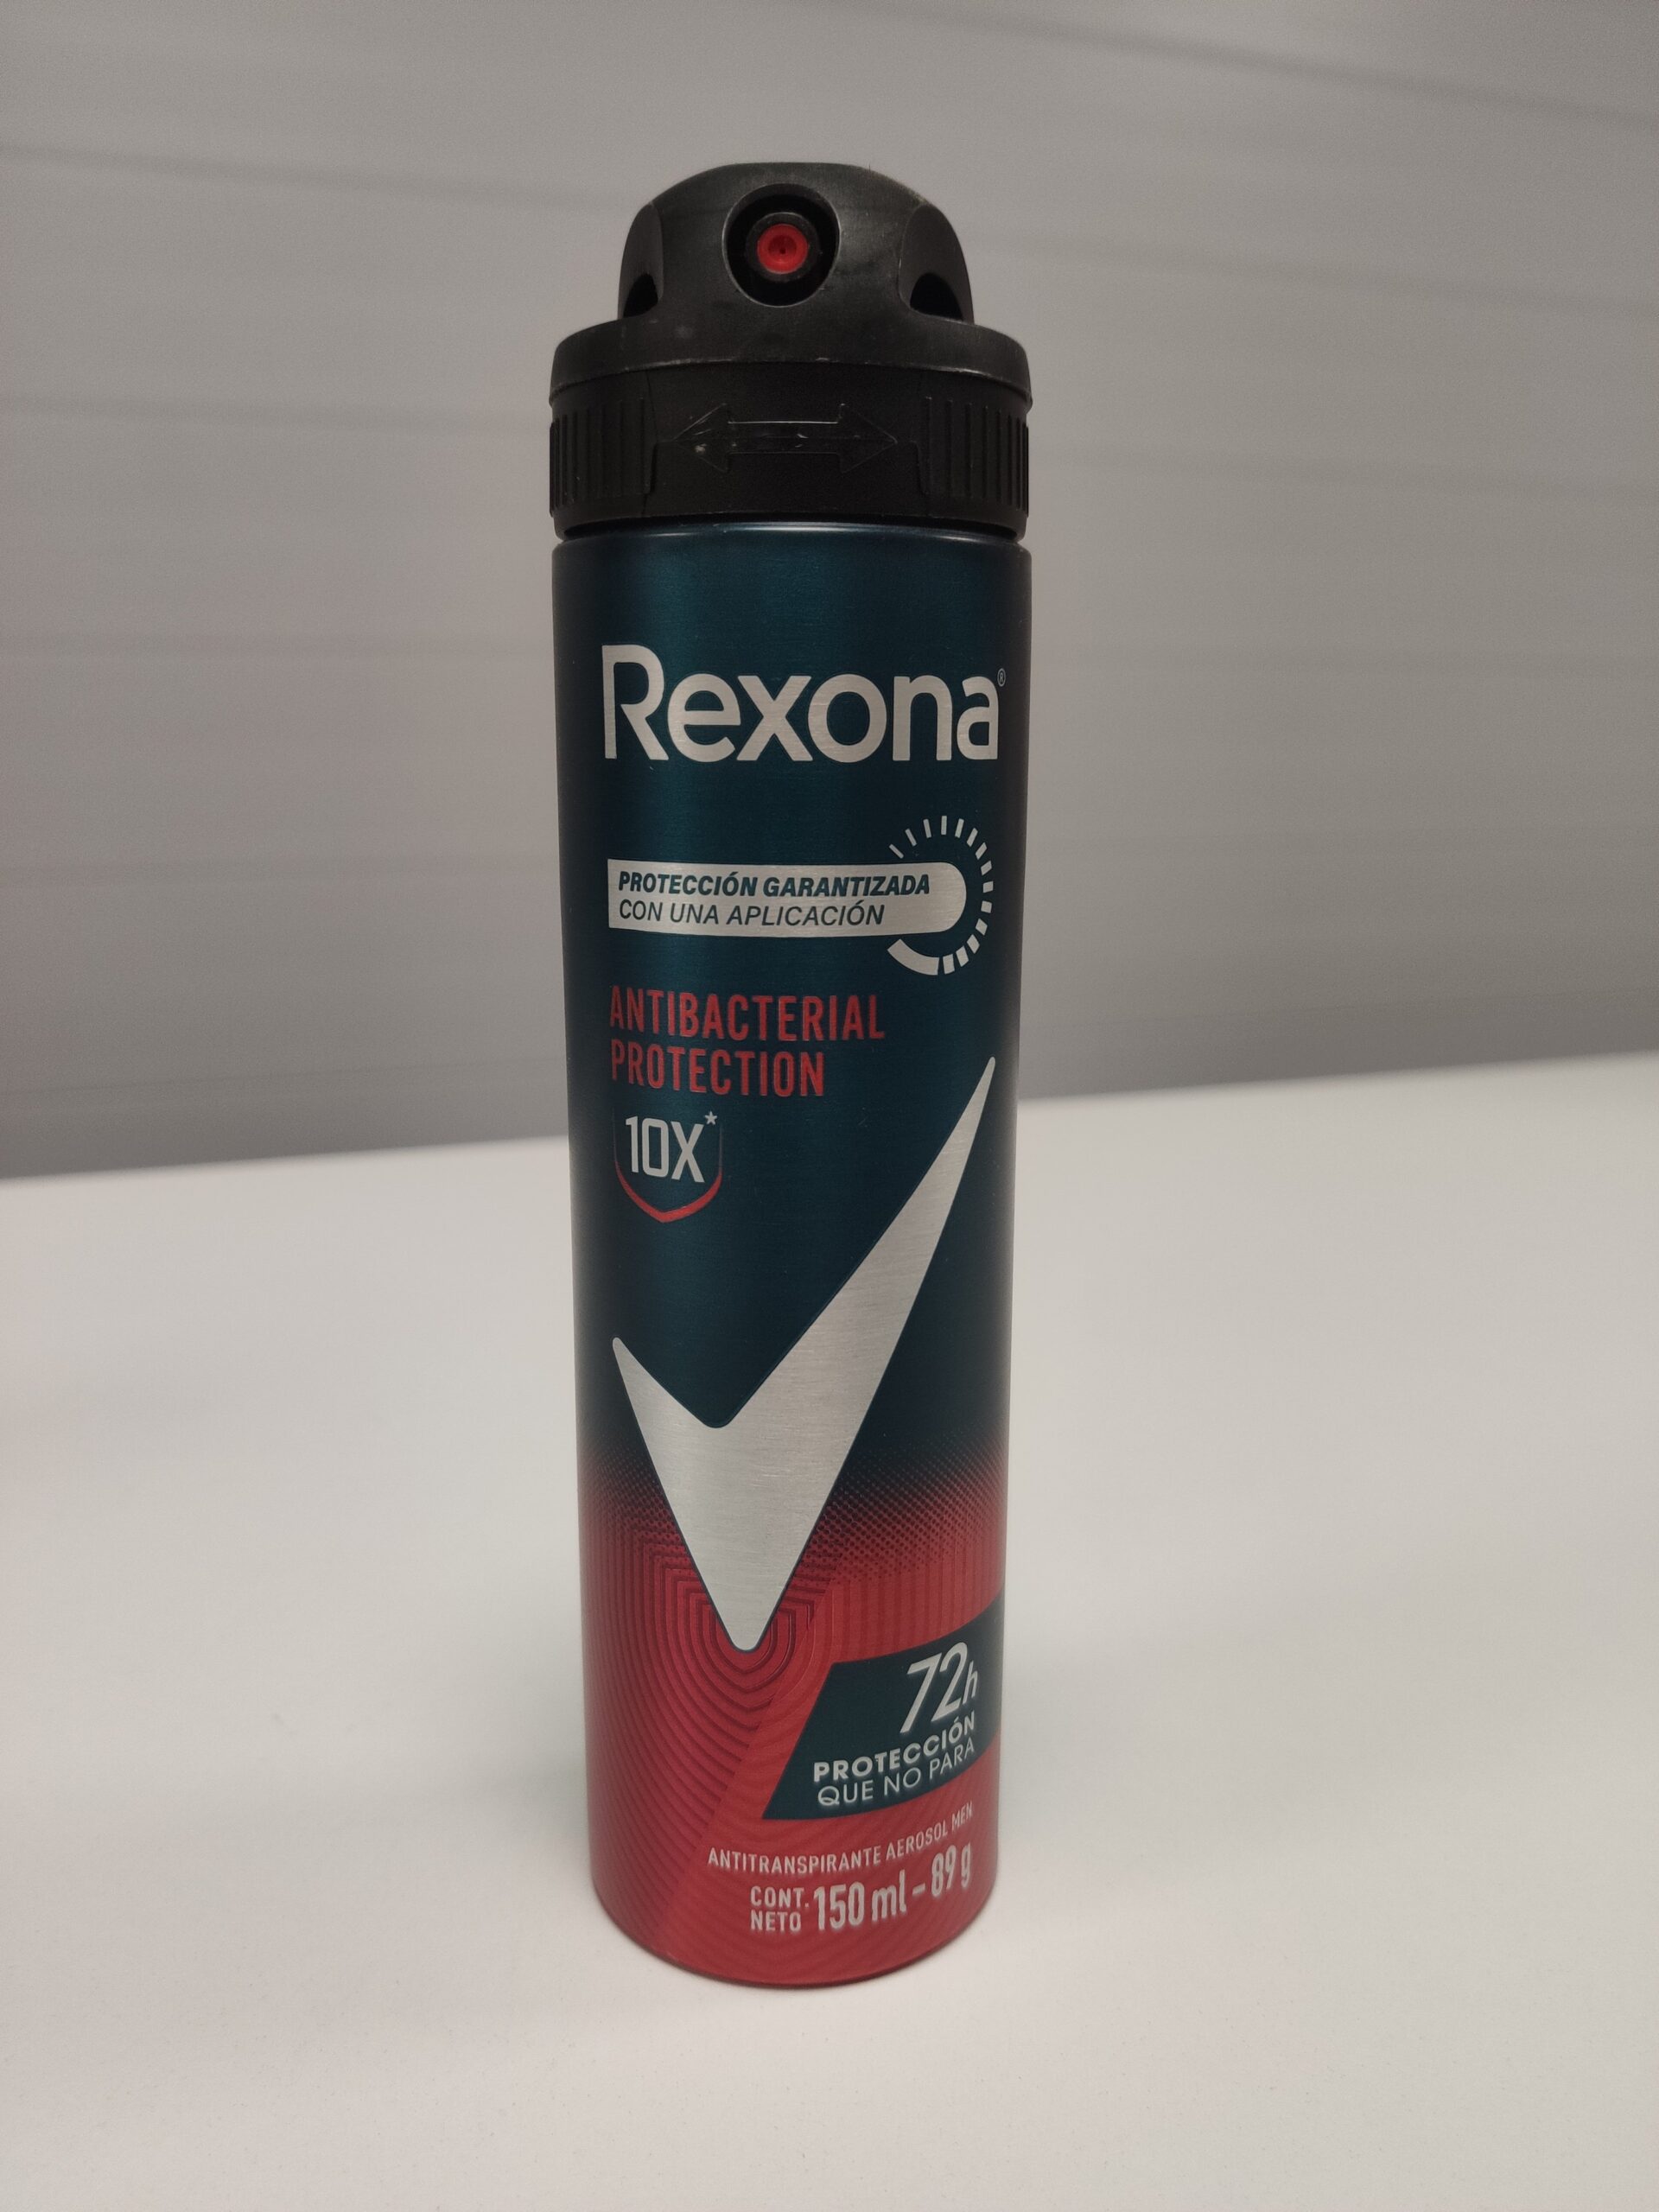 Rexona®
PROTECCIÓN GARANTIZADA
CON UNA APLICACIÓN
ANTIBACTERIAL
PROTECTION
10X*
72h
PROTECCIÓN
QUE NO PARA
ANTITRANSPIRANTE AEROSOL MEN
CONT. NETO 150 ml - 89 g